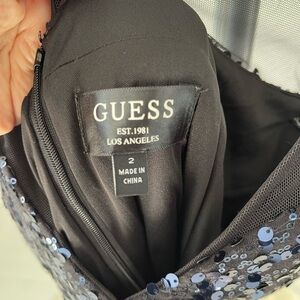 GUESS
EST.1981
LOS ANGELES
2
MADE IN
CHINA